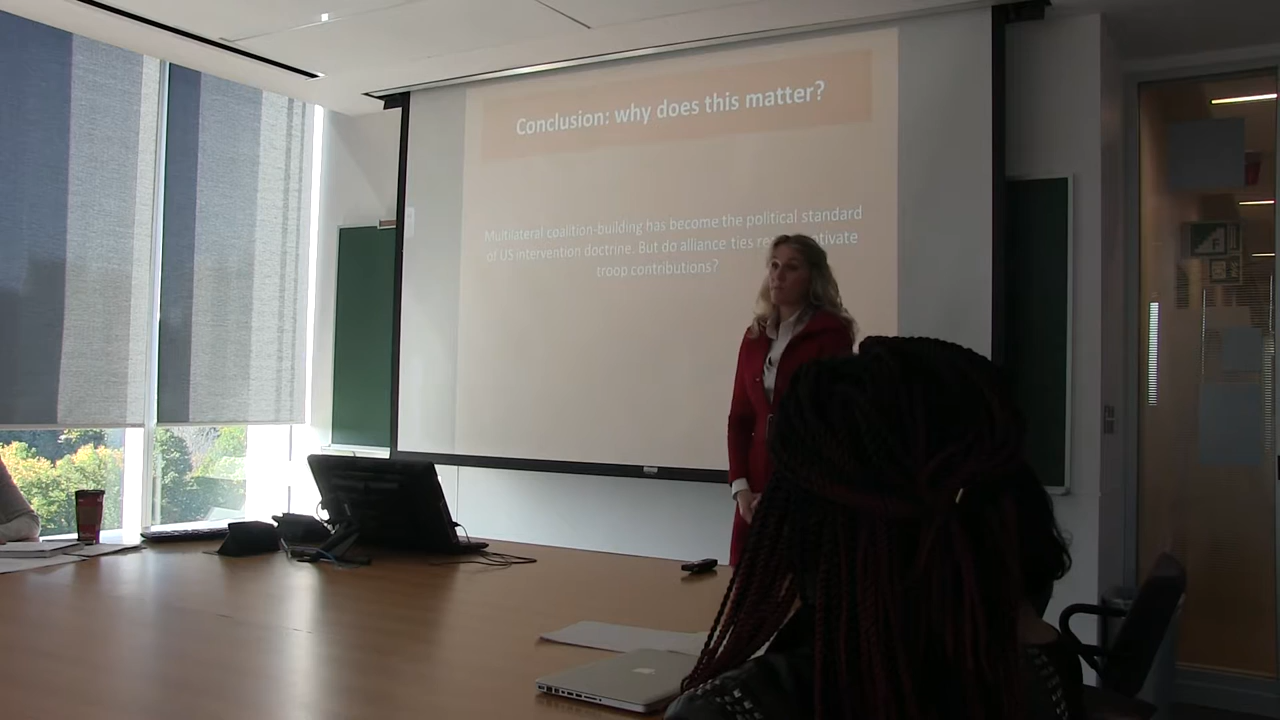 Conclusion: why does this matter?
Multilateral coalition-building has become the political standard
of US intervention doctrine. But do alliance ties
troop contributions?